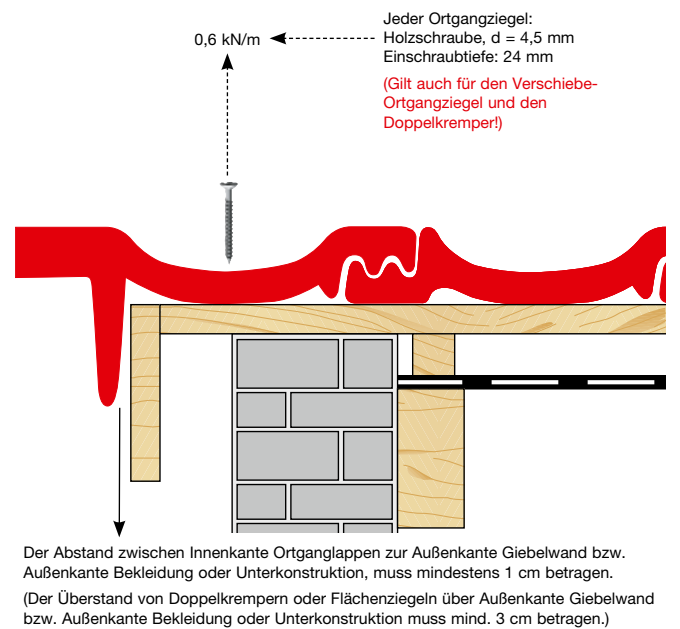 Jeder Ortgangziegel:
0,6 kN/m
Holzschraube, d = 4,5 mm
Einschraubtiefe: 24 mm
(Gilt auch für den Verschiebe-
Ortgangziegel und den
Doppelkremper!)
Der Abstand zwischen Innenkante Ortganglappen zur Außenkante Giebelwand bzw.
Außenkante Bekleidung oder Unterkonstruktion, muss mindestens 1 cm betragen.
(Der Überstand von Doppelkrempern oder Flächenziegeln über Außenkante Giebelwand
bzw. Außenkante Bekleidung oder Unterkonstruktion muss mind. 3 cm betragen.)